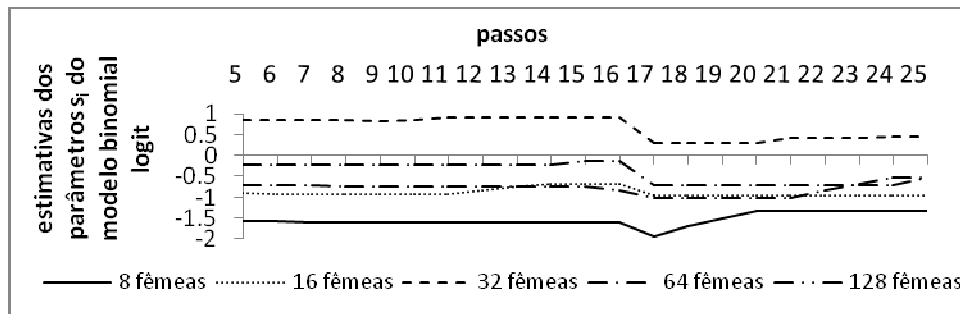 passos
5 6 7 8 9 10 11 12 13 14 15 16 17 18 19 20 21 22 23 24 25
estimativas dos
parâmetros si do
modelo binomial
logit
1
0.5
0
-0.5
-1
-1.5
-2
8 fêmeas 16 fêmeas 32 fêmeas 64 fêmeas 128 fêmeas